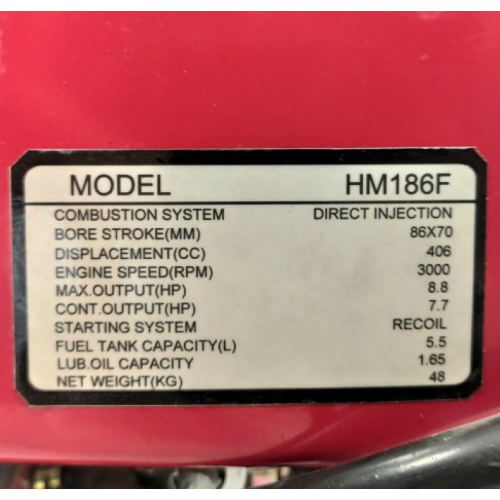 MODEL HM186F
COMBUSTION SYSTEM DIRECT INJECTION
BORE STROKE(MM) 86X70
DISPLACEMENT(CC) 406
ENGINE SPEED(RPM) 3000
MAX.OUTPUT(HP) 8.8
CONT.OUTPUT(HP) 7.7
STARTING SYSTEM RECOIL
FUEL TANK CAPACITY(L) 5.5
LUB.OIL CAPACITY 1.65
NET WEIGHT(KG) 48